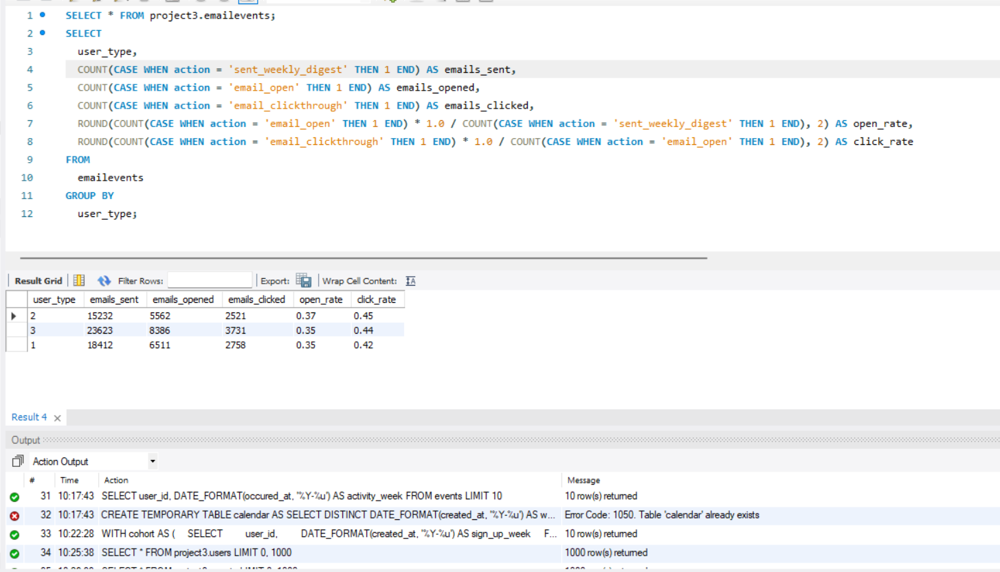 1 SELECT * FROM project3.emailevents;
2 SELECT
3 user_type,
4 COUNT(CASE WHEN action = 'sent_weekly_digest' THEN 1 END) AS emails_sent,
5 COUNT(CASE WHEN action = 'email_open' THEN 1 END) AS emails_opened,
6 COUNT(CASE WHEN action = 'email_clickthrough' THEN 1 END) AS emails_clicked,
7 ROUND(COUNT(CASE WHEN action = 'email_open' THEN 1 END) * 1.0 / COUNT(CASE WHEN action = 'sent_weekly_digest' THEN 1 END), 2) AS open_rate,
8 ROUND(COUNT(CASE WHEN action = 'email_clickthrough' THEN 1 END) * 1.0 / COUNT(CASE WHEN action = 'email_open' THEN 1 END), 2) AS click_rate
9 FROM
10 emailevents
11 GROUP BY
12 user_type;
Result Grid Filter Rows: Export: Wrap Cell Content: IA
user_type emails_sent emails_opened emails_clicked open_rate click_rate
2 15232 5562 2521 0.37 0.45
3 23623 8386 3731 0.35 0.44
1 18412 6511 2758 0.35 0.42
Result 4
Output
Action Output
# Time Action Message
31 10:17:43 SELECT user_id, DATE_FORMAT(occured_at, '%Y-%u') AS activity_week FROM events LIMIT 10 10 row(s) returned
32 10:17:43 CREATE TEMPORARY TABLE calendar AS SELECT DISTINCT DATE_FORMAT(created_at, '%Y-%u') AS w... Error Code: 1050. Table 'calendar' already exists
33 10:22:28 WITH cohort AS ( SELECT user_id, DATE_FORMAT(created_at, '%Y-%u') AS sign_up_week F... 10 row(s) returned
34 10:25:38 SELECT * FROM project3.users LIMIT 0, 1000 1000 row(s) returned